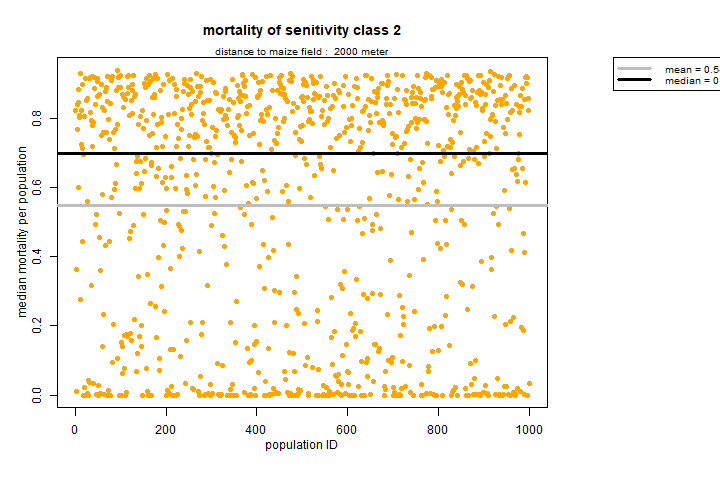 mortality of senitivity class 2
distance to maize field : 2000 meter
mean = 0.5
median = 0
median mortality per population
0.8
0.6
0.4
0.2
0.0
0 200 400 600 800 1000
population ID